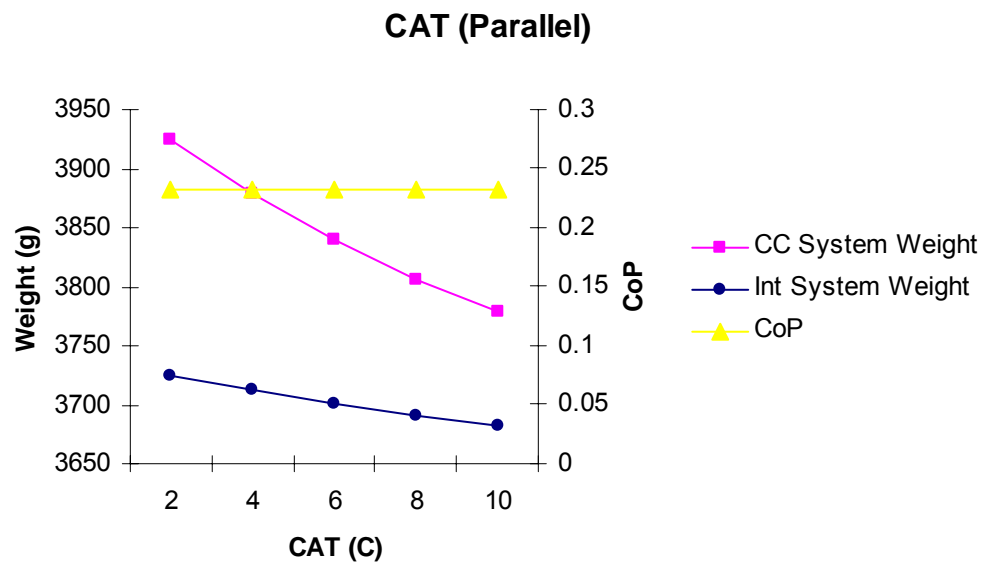 CAT (Parallel)
3950
3900
3850
3800
3750
3700
3650
Weight (g)
0.3
0.25
0.2
0.15
0.1
0.05
0
CoP
2 4 6 8 10
CAT (C)
CC System Weight
Int System Weight
CoP